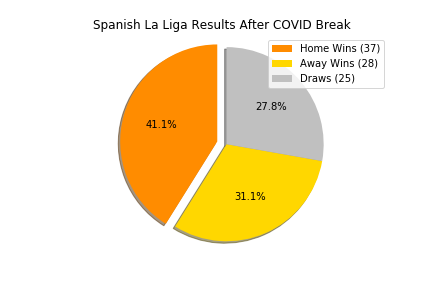 Spanish La Liga Results After COVID Break
Home Wins (37)
Away Wins (28)
Draws (25)
27.8%
41.1%
31.1%